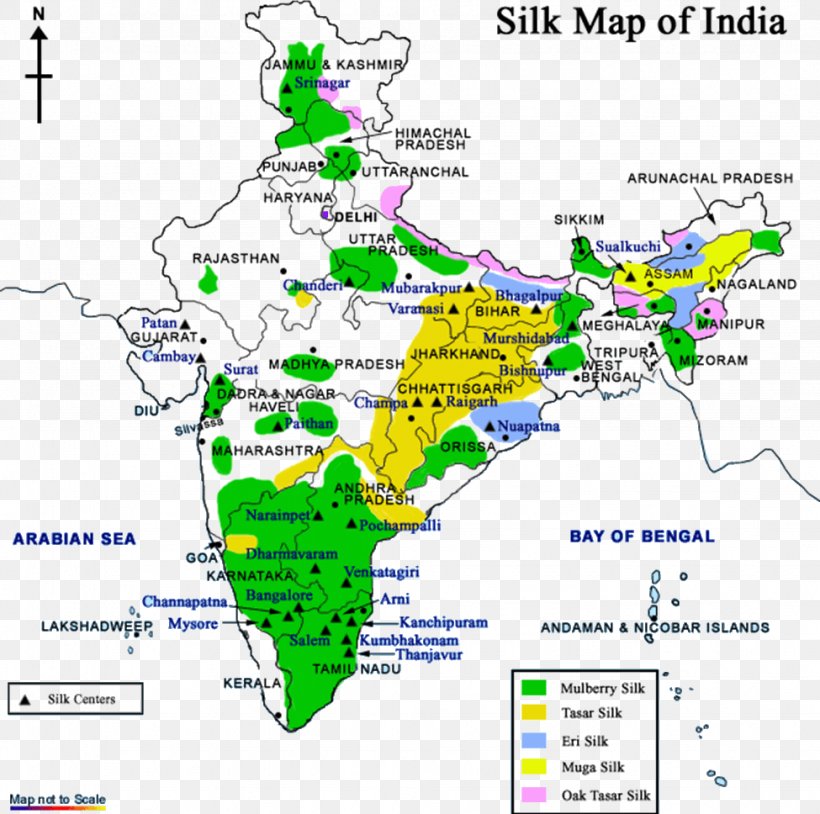 Silk Map of India
N
JAMMU & KASHMIR
Srinagar
HIMACHAL
PRADESH
PUNJAB
UTTARANCHAL
HARYANA
DELHI
ARUNACHAL PRADESH
SIKKIM
Sualkuchi
UTTAR
PRADESH
RAJASTHAN
ASSAM
NAGALAND
Chanderi
Mubarakpur
Bhagalpur
Varanasi
BIHAR
MEGHALAYA
MANIPUR
Patan
GUJARAT
Murshidabad
Cambay
JHARKHAND
TRIPURA
MIZORAM
Surat
MADHYA PRADESH
Bishnupur
WEST
BENGAL
DADRA & NAGAR
HAVELI
CHHATTISGARH
Champa
Raigarh
DIU
Silvassa
Paithan
Nuapatna
MAHARASHTRA
ORISSA
ANDHRA
PRADESH
Narainpet
Pochampalli
ARABIAN SEA
BAY OF BENGAL
GOA
Dharmavaram
KARNATAKA
Venkatagiri
Bangalore
Channapatna
Arni
LAKSHADWEEP
Mysore
Kanchipuram
ANDAMAN & NICOBAR ISLANDS
Salem
Kumbhakonam
Thanjavur
TAMIL NADU
KERALA
Silk Centers
Mulberry Silk
Tasar Silk
Eri Silk
Muga Silk
Oak Tasar Silk
Map not to Scale